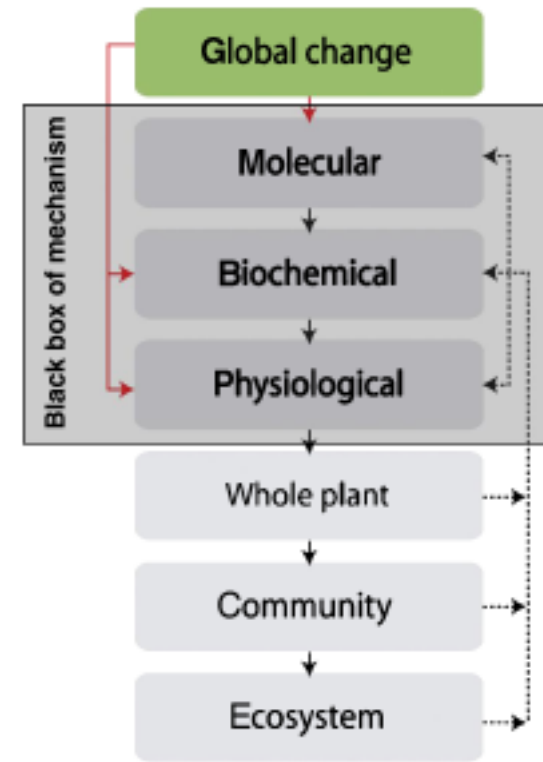 Global change
Black box of mechanism
Molecular
Biochemical
Physiological
Whole plant
Community
Ecosystem